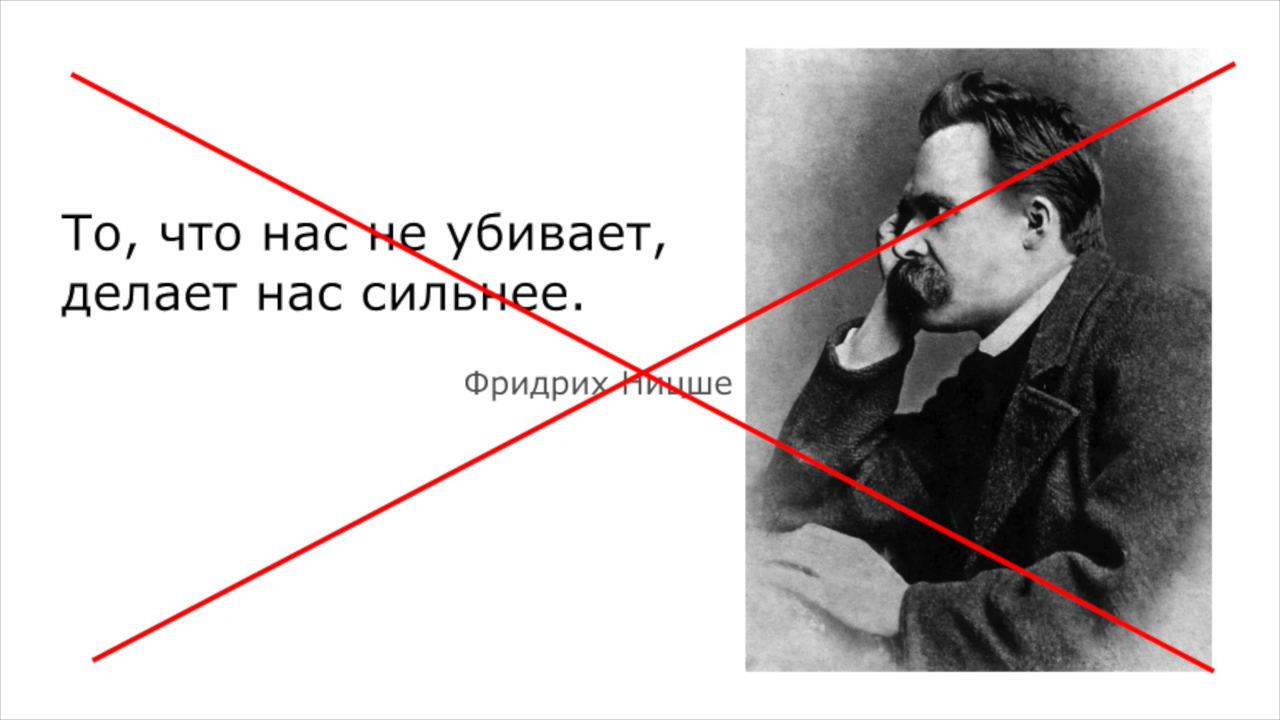 То, что нас не убивает,
делает нас сильнее.
Фридрих Ницше